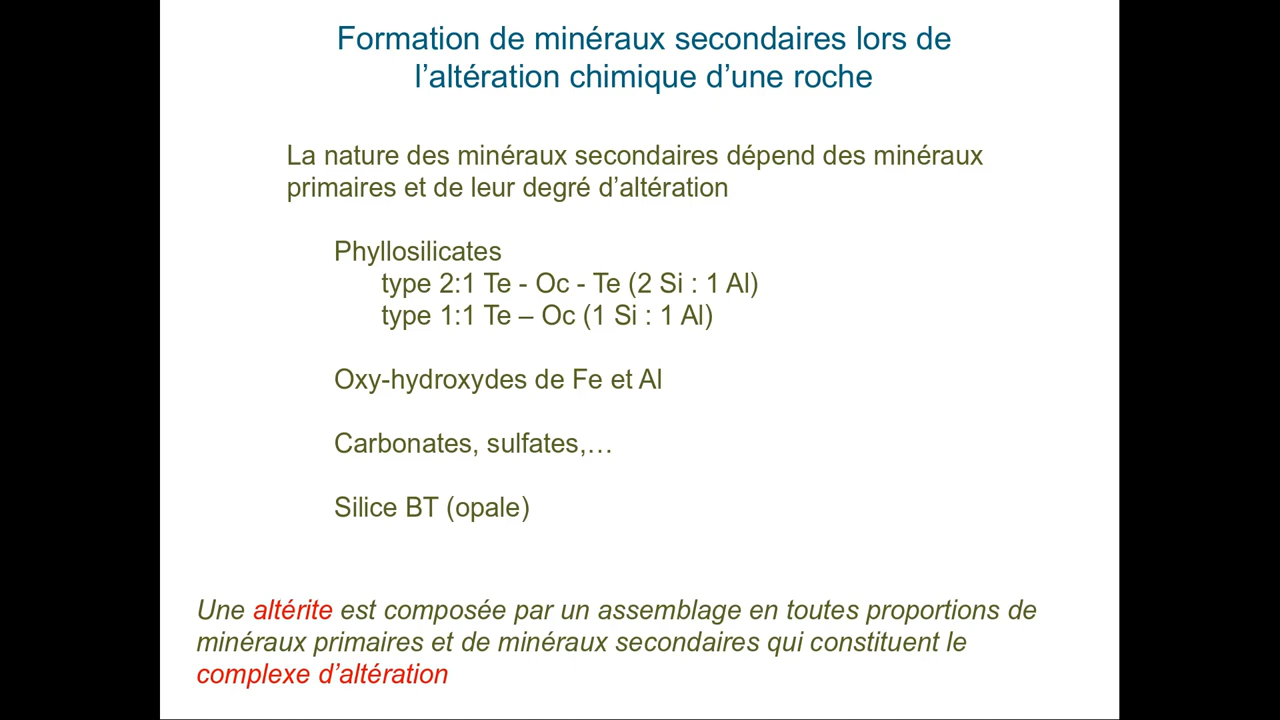 Formation de minéraux secondaires lors de
l’altération chimique d’une roche
La nature des minéraux secondaires dépend des minéraux
primaires et de leur degré d’altération
Phyllosilicates
type 2:1 Te - Oc - Te (2 Si : 1 Al)
type 1:1 Te – Oc (1 Si : 1 Al)
Oxy-hydroxydes de Fe et Al
Carbonates, sulfates,…
Silice BT (opale)
Une altérite est composée par un assemblage en toutes proportions de
minéraux primaires et de minéraux secondaires qui constituent le
complexe d’altération